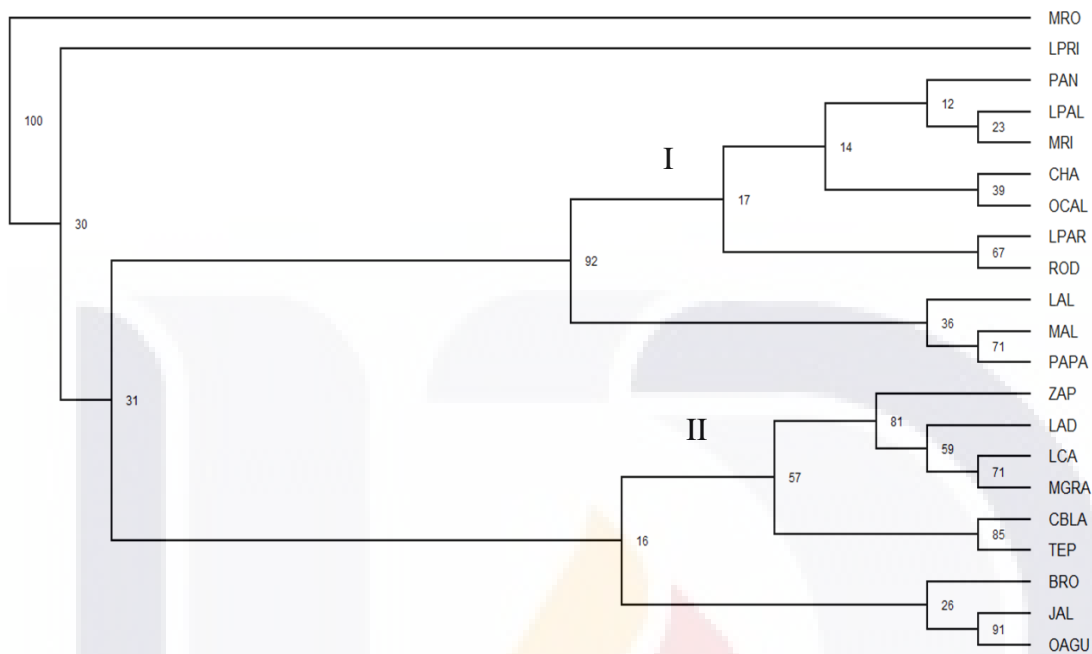 MRO
LPRI
PAN
12
LPAL
100
23
MRI
14
I
CHA
39
17
OCAL
30
LPAR
67
92
ROD
LAL
36
MAL
71
PAPA
31
ZAP
81
II
LAD
59
LCA
57
71
MGRA
CBLA
85
16
TEP
BRO
26
JAL
91
OAGU